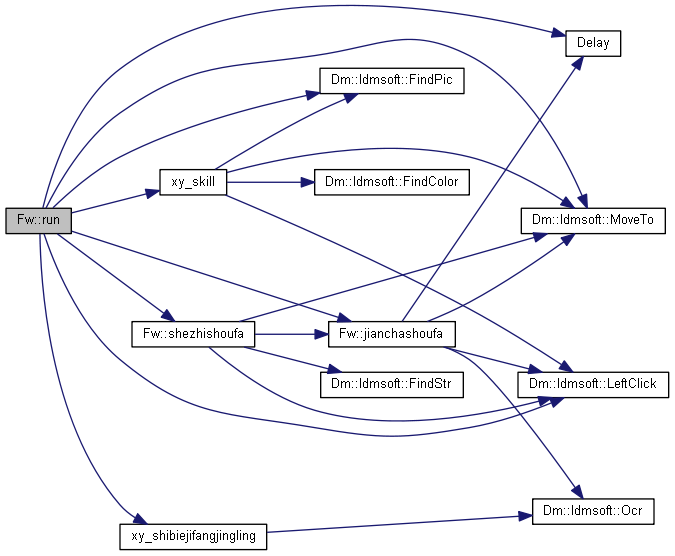 Delay
Dm::Idmsoft::FindPic
xy_skill
Dm::Idmsoft::FindColor
Fw::run
Dm::Idmsoft::MoveTo
Fw::shezhishoufa
Fw::jianchashoufa
Dm::Idmsoft::FindStr
Dm::Idmsoft::LeftClick
Dm::Idmsoft::Ocr
xy_shibiejifangjingling